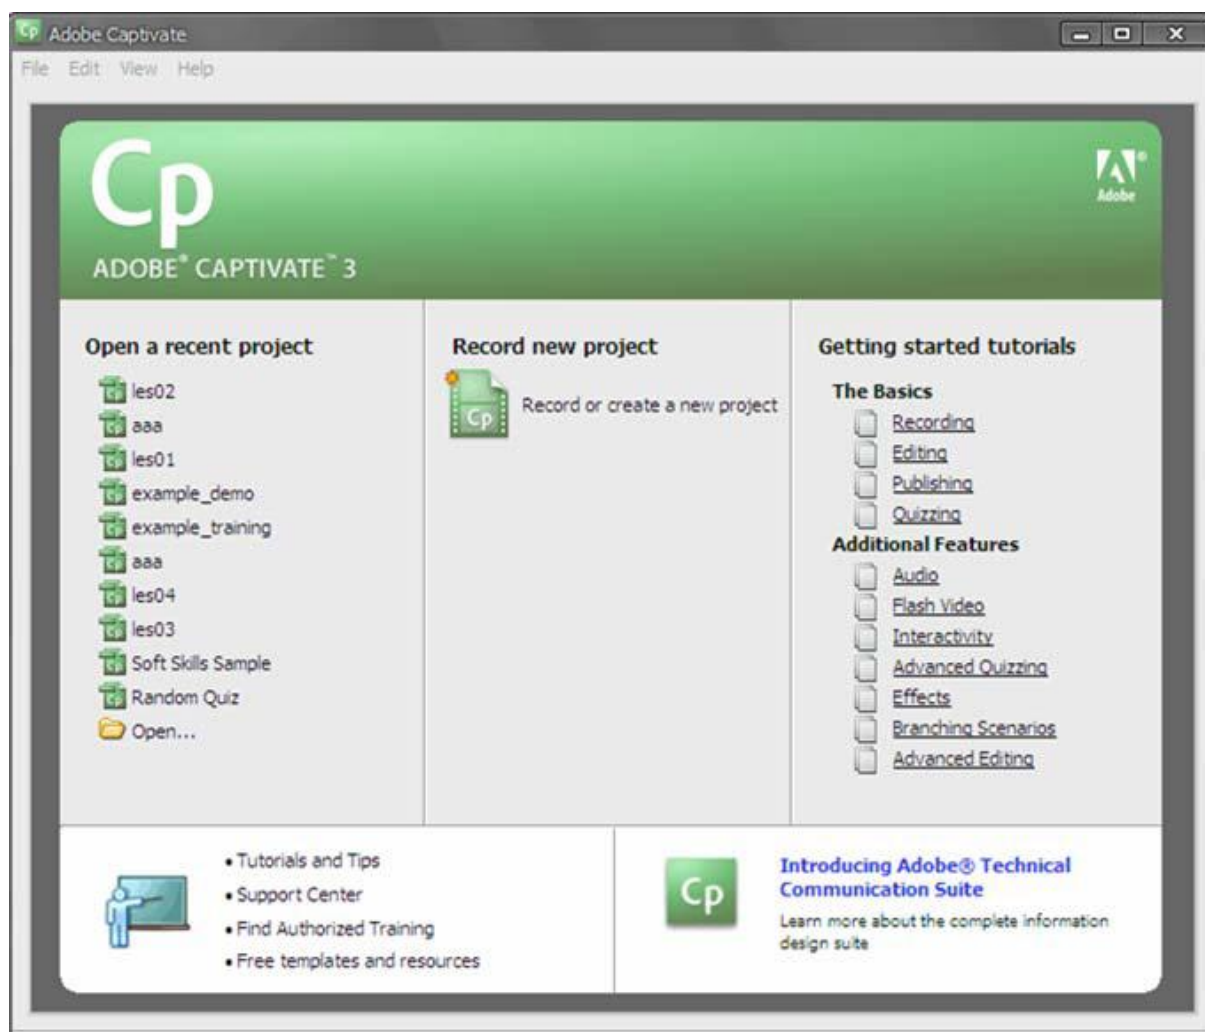 Cp Adobe Captivate
File Edit View Help
Cp
ADOBE® CAPTIVATE™ 3
Adobe
Open a recent project
les02
aaa
les01
example_demo
example_training
aaa
les04
les03
Soft Skills Sample
Random Quiz
Open...
Record new project
Cp
Record or create a new project
Getting started tutorials
The Basics
Recording
Editing
Publishing
Quizzing
Additional Features
Audio
Flash Video
Interactivity
Advanced Quizzing
Effects
Branching Scenarios
Advanced Editing
• Tutorials and Tips
• Support Center
• Find Authorized Training
• Free templates and resources
Cp
Introducing Adobe® Technical
Communication Suite
Learn more about the complete information
design suite